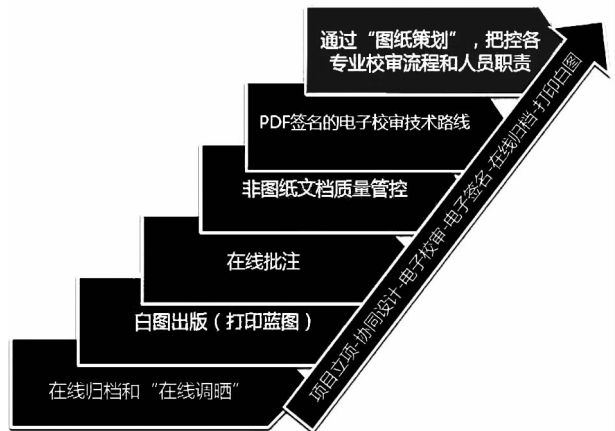 通过“图纸策划”，把控各
专业校审流程和人员职责
PDF签名的电子校审技术路线
非图纸文档质量管控
在线批注
白图出版（打印蓝图）
在线归档和“在线调晒”
项目立项-协同设计-电子校审-电子签名-在线归档-打印白图